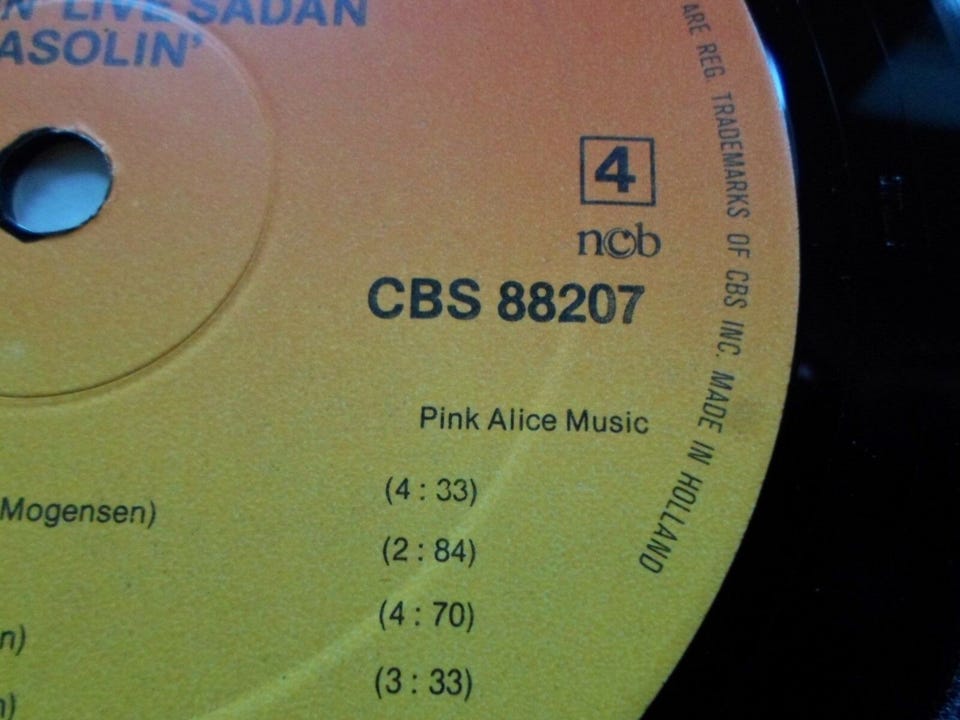 LIVE SADAN
ASOLIN'
4
ncb
CBS 88207
Pink Alice Music
(4 : 33)
Mogensen)
(2 : 84)
(4 : 70)
n)
(3 : 33)
n)
ARE REG. TRADEMARKS OF CBS INC. MADE IN HOLLAND